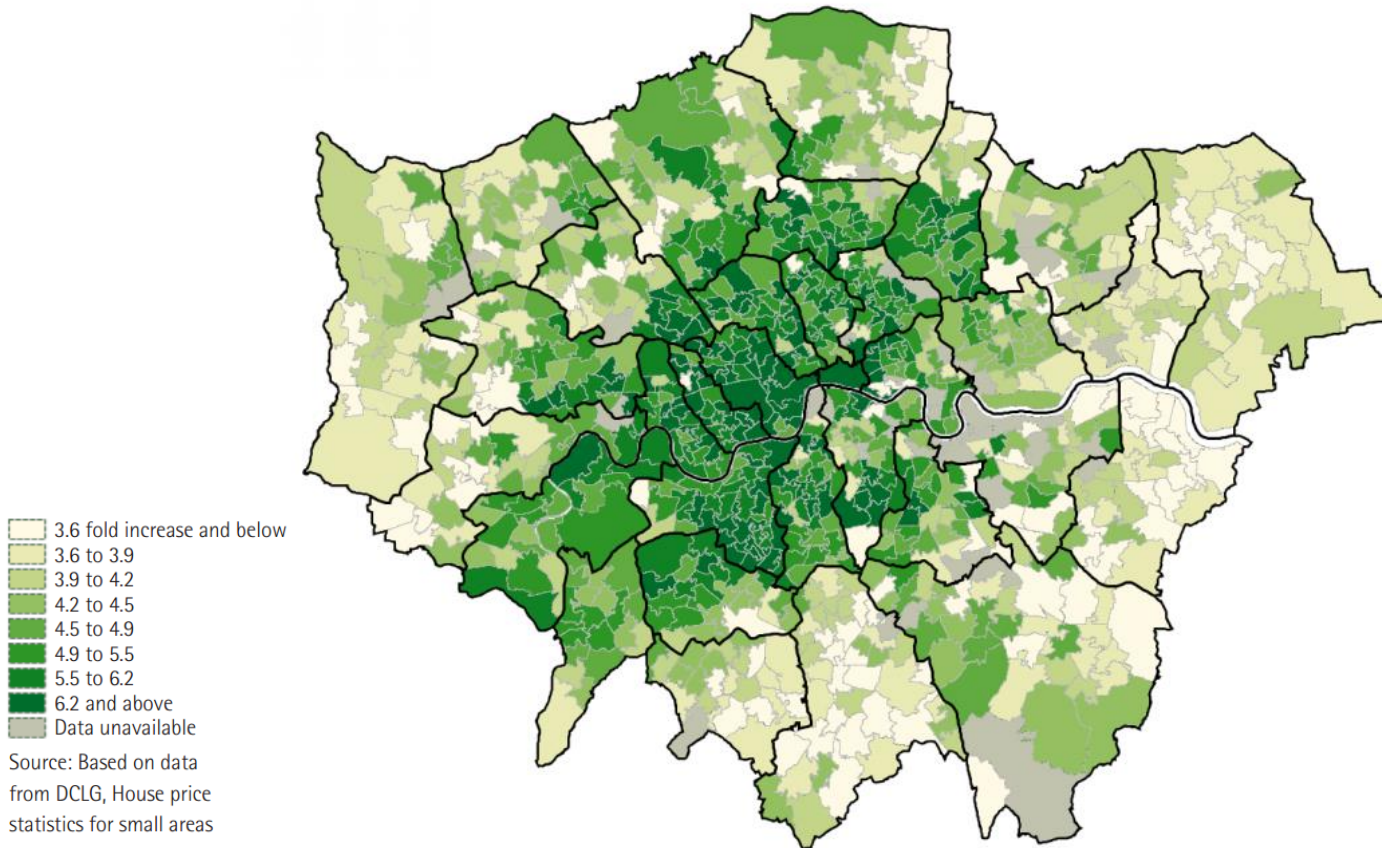 3.6 fold increase and below
3.6 to 3.9
3.9 to 4.2
4.2 to 4.5
4.5 to 4.9
4.9 to 5.5
5.5 to 6.2
6.2 and above
Data unavailable
Source: Based on data
from DCLG, House price
statistics for small areas